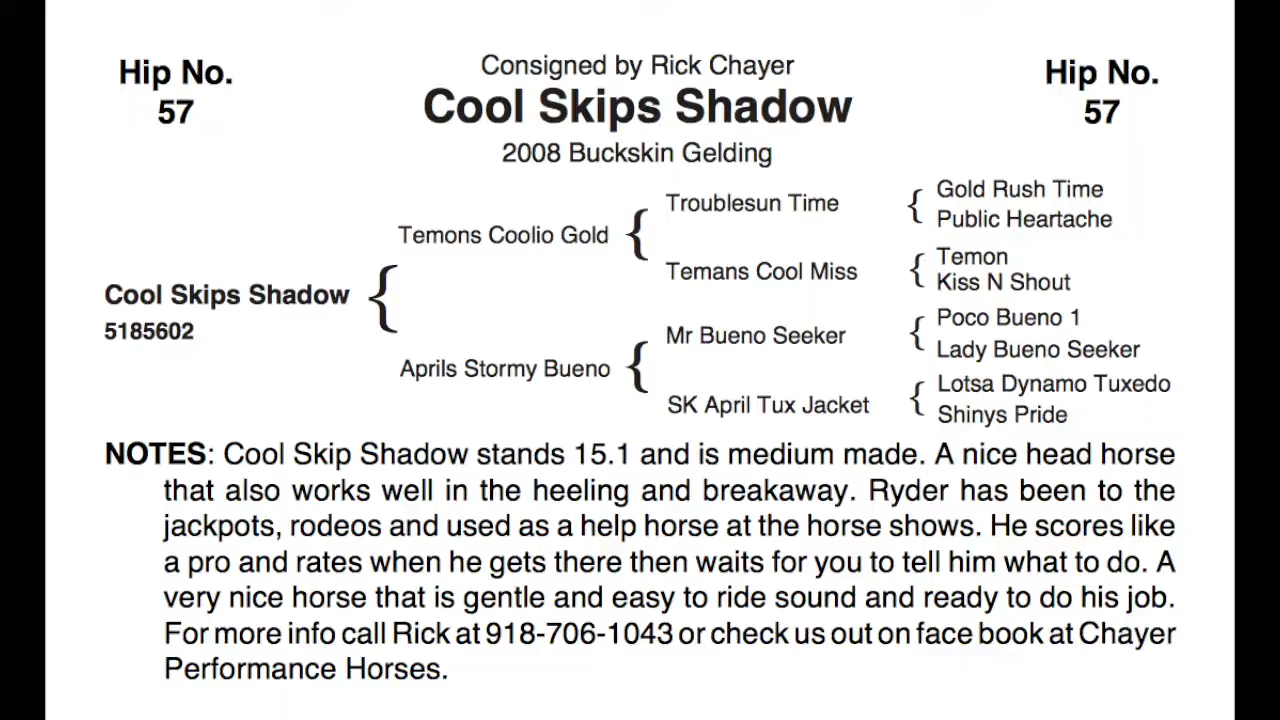 Hip No.
57
Consigned by Rick Chayer
Cool Skips Shadow
2008 Buckskin Gelding
Hip No.
57
Cool Skips Shadow
5185602
Temons Coolio Gold
Aprils Stormy Bueno
Troublesun Time
Temans Cool Miss
Mr Bueno Seeker
SK April Tux Jacket
Gold Rush Time
Public Heartache
Temon
Kiss N Shout
Poco Bueno 1
Lady Bueno Seeker
Lotsa Dynamo Tuxedo
Shinys Pride
NOTES: Cool Skip Shadow stands 15.1 and is medium made. A nice head horse
that also works well in the heeling and breakaway. Ryder has been to the
jackpots, rodeos and used as a help horse at the horse shows. He scores like
a pro and rates when he gets there then waits for you to tell him what to do. A
very nice horse that is gentle and easy to ride sound and ready to do his job.
For more info call Rick at 918-706-1043 or check us out on face book at Chayer
Performance Horses.